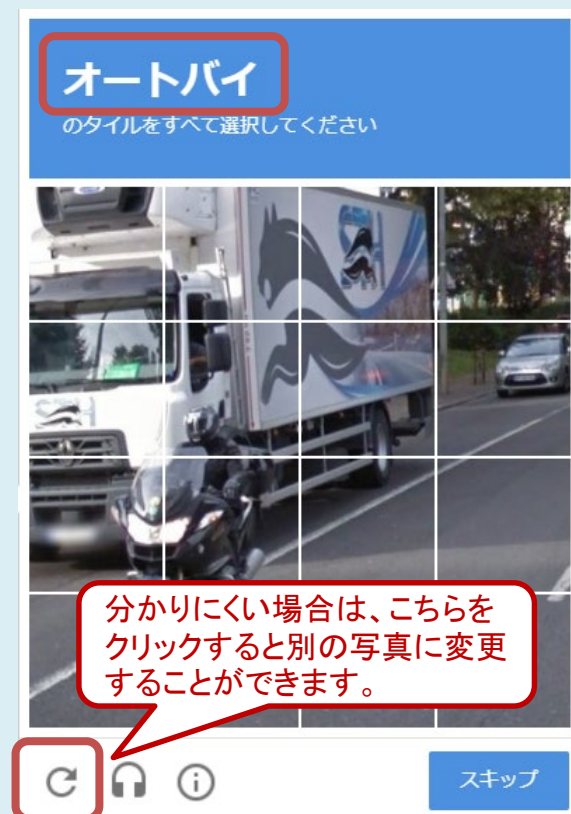 オートバイ
のタイルをすべて選択してください
分かりにくい場合は、こちらを
クリックすると別の写真に変更
することができます。
スキップ